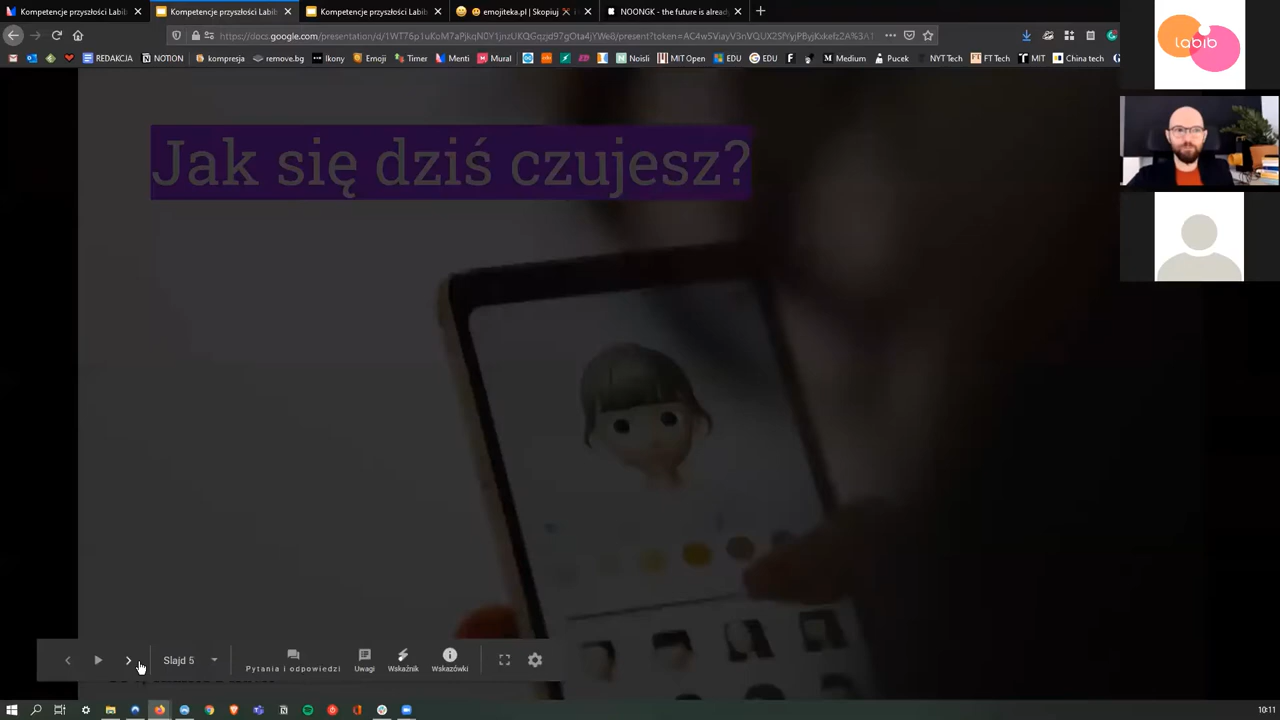 Kompetencje przyszłości Labib
Kompetencje przyszłości Labib
Kompetencje przyszłości Labib
emojiteka.pl | Skopiuj
NOONGK - the future is alread
REDAKCJA
NOTION
kompresja
remove.bg
Ikony
Emoji
Timer
Menti
Mural
Noisli
MIT Open
EDU
EDU
Medium
Pucek
NYT Tech
FT Tech
MIT
China tech
labib
Jak się dziś czujesz?
Slajd 5
Pytania i odpowiedzi
Uwagi
Wskaźnik
Wskazówki
10:11